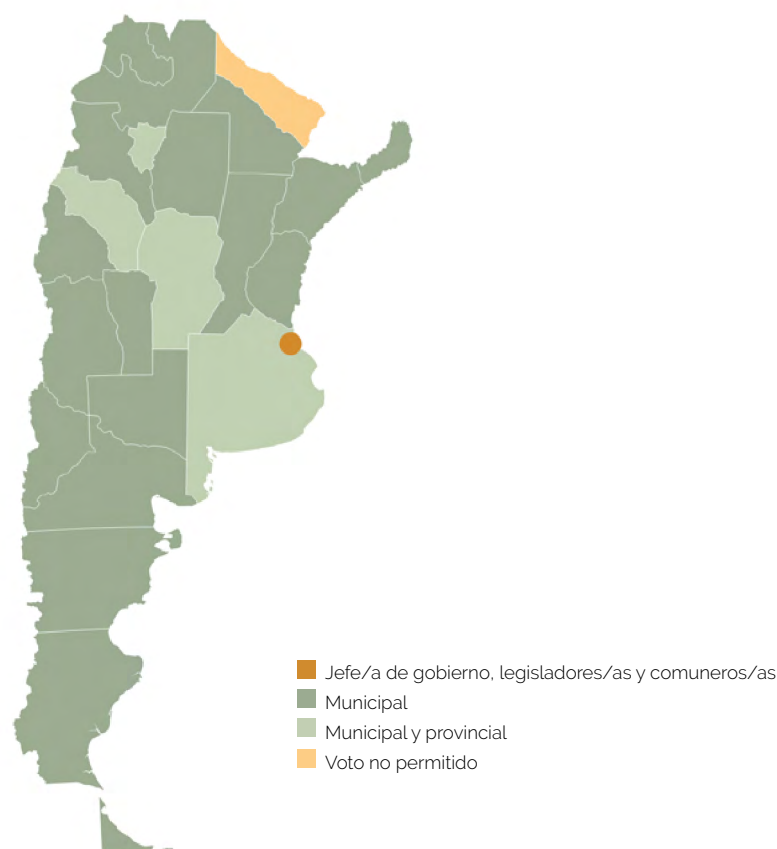 Jefe/a de gobierno, legisladores/as y comuneros/as
Municipal
Municipal y provincial
Voto no permitido